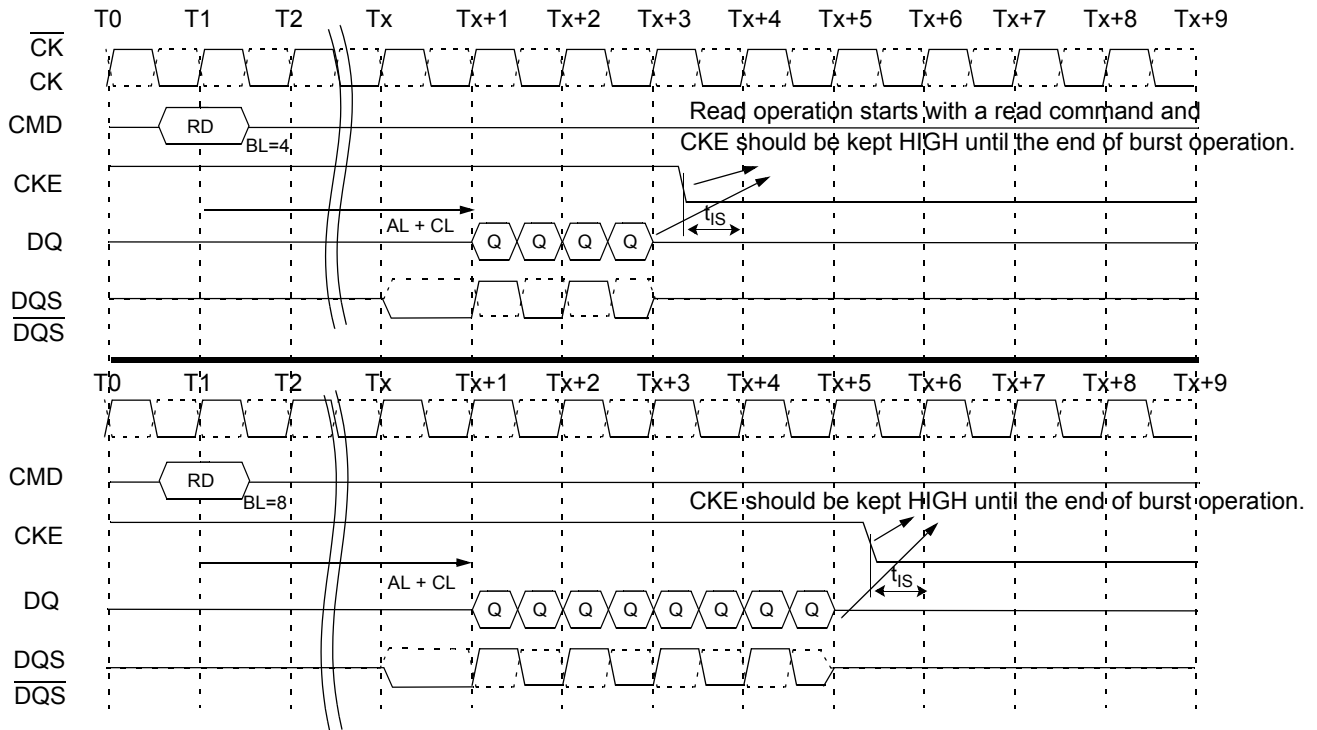 T0 T1 T2 Tx Tx+1 Tx+2 Tx+3 Tx+4 Tx+5 Tx+6 Tx+7 Tx+8 Tx+9
C̅K̅
CK
Read operation starts with a read command and
CMD RD
BL=4
CKE should be kept HIGH until the end of burst operation.
CKE
AL + CL
tIS
DQ Q Q Q Q
DQS
D̅Q̅S̅
T0 T1 T2 Tx Tx+1 Tx+2 Tx+3 Tx+4 Tx+5 Tx+6 Tx+7 Tx+8 Tx+9
CMD RD
BL=8
CKE should be kept HIGH until the end of burst operation.
CKE
AL + CL
tIS
DQ Q Q Q Q Q Q Q Q
DQS
D̅Q̅S̅